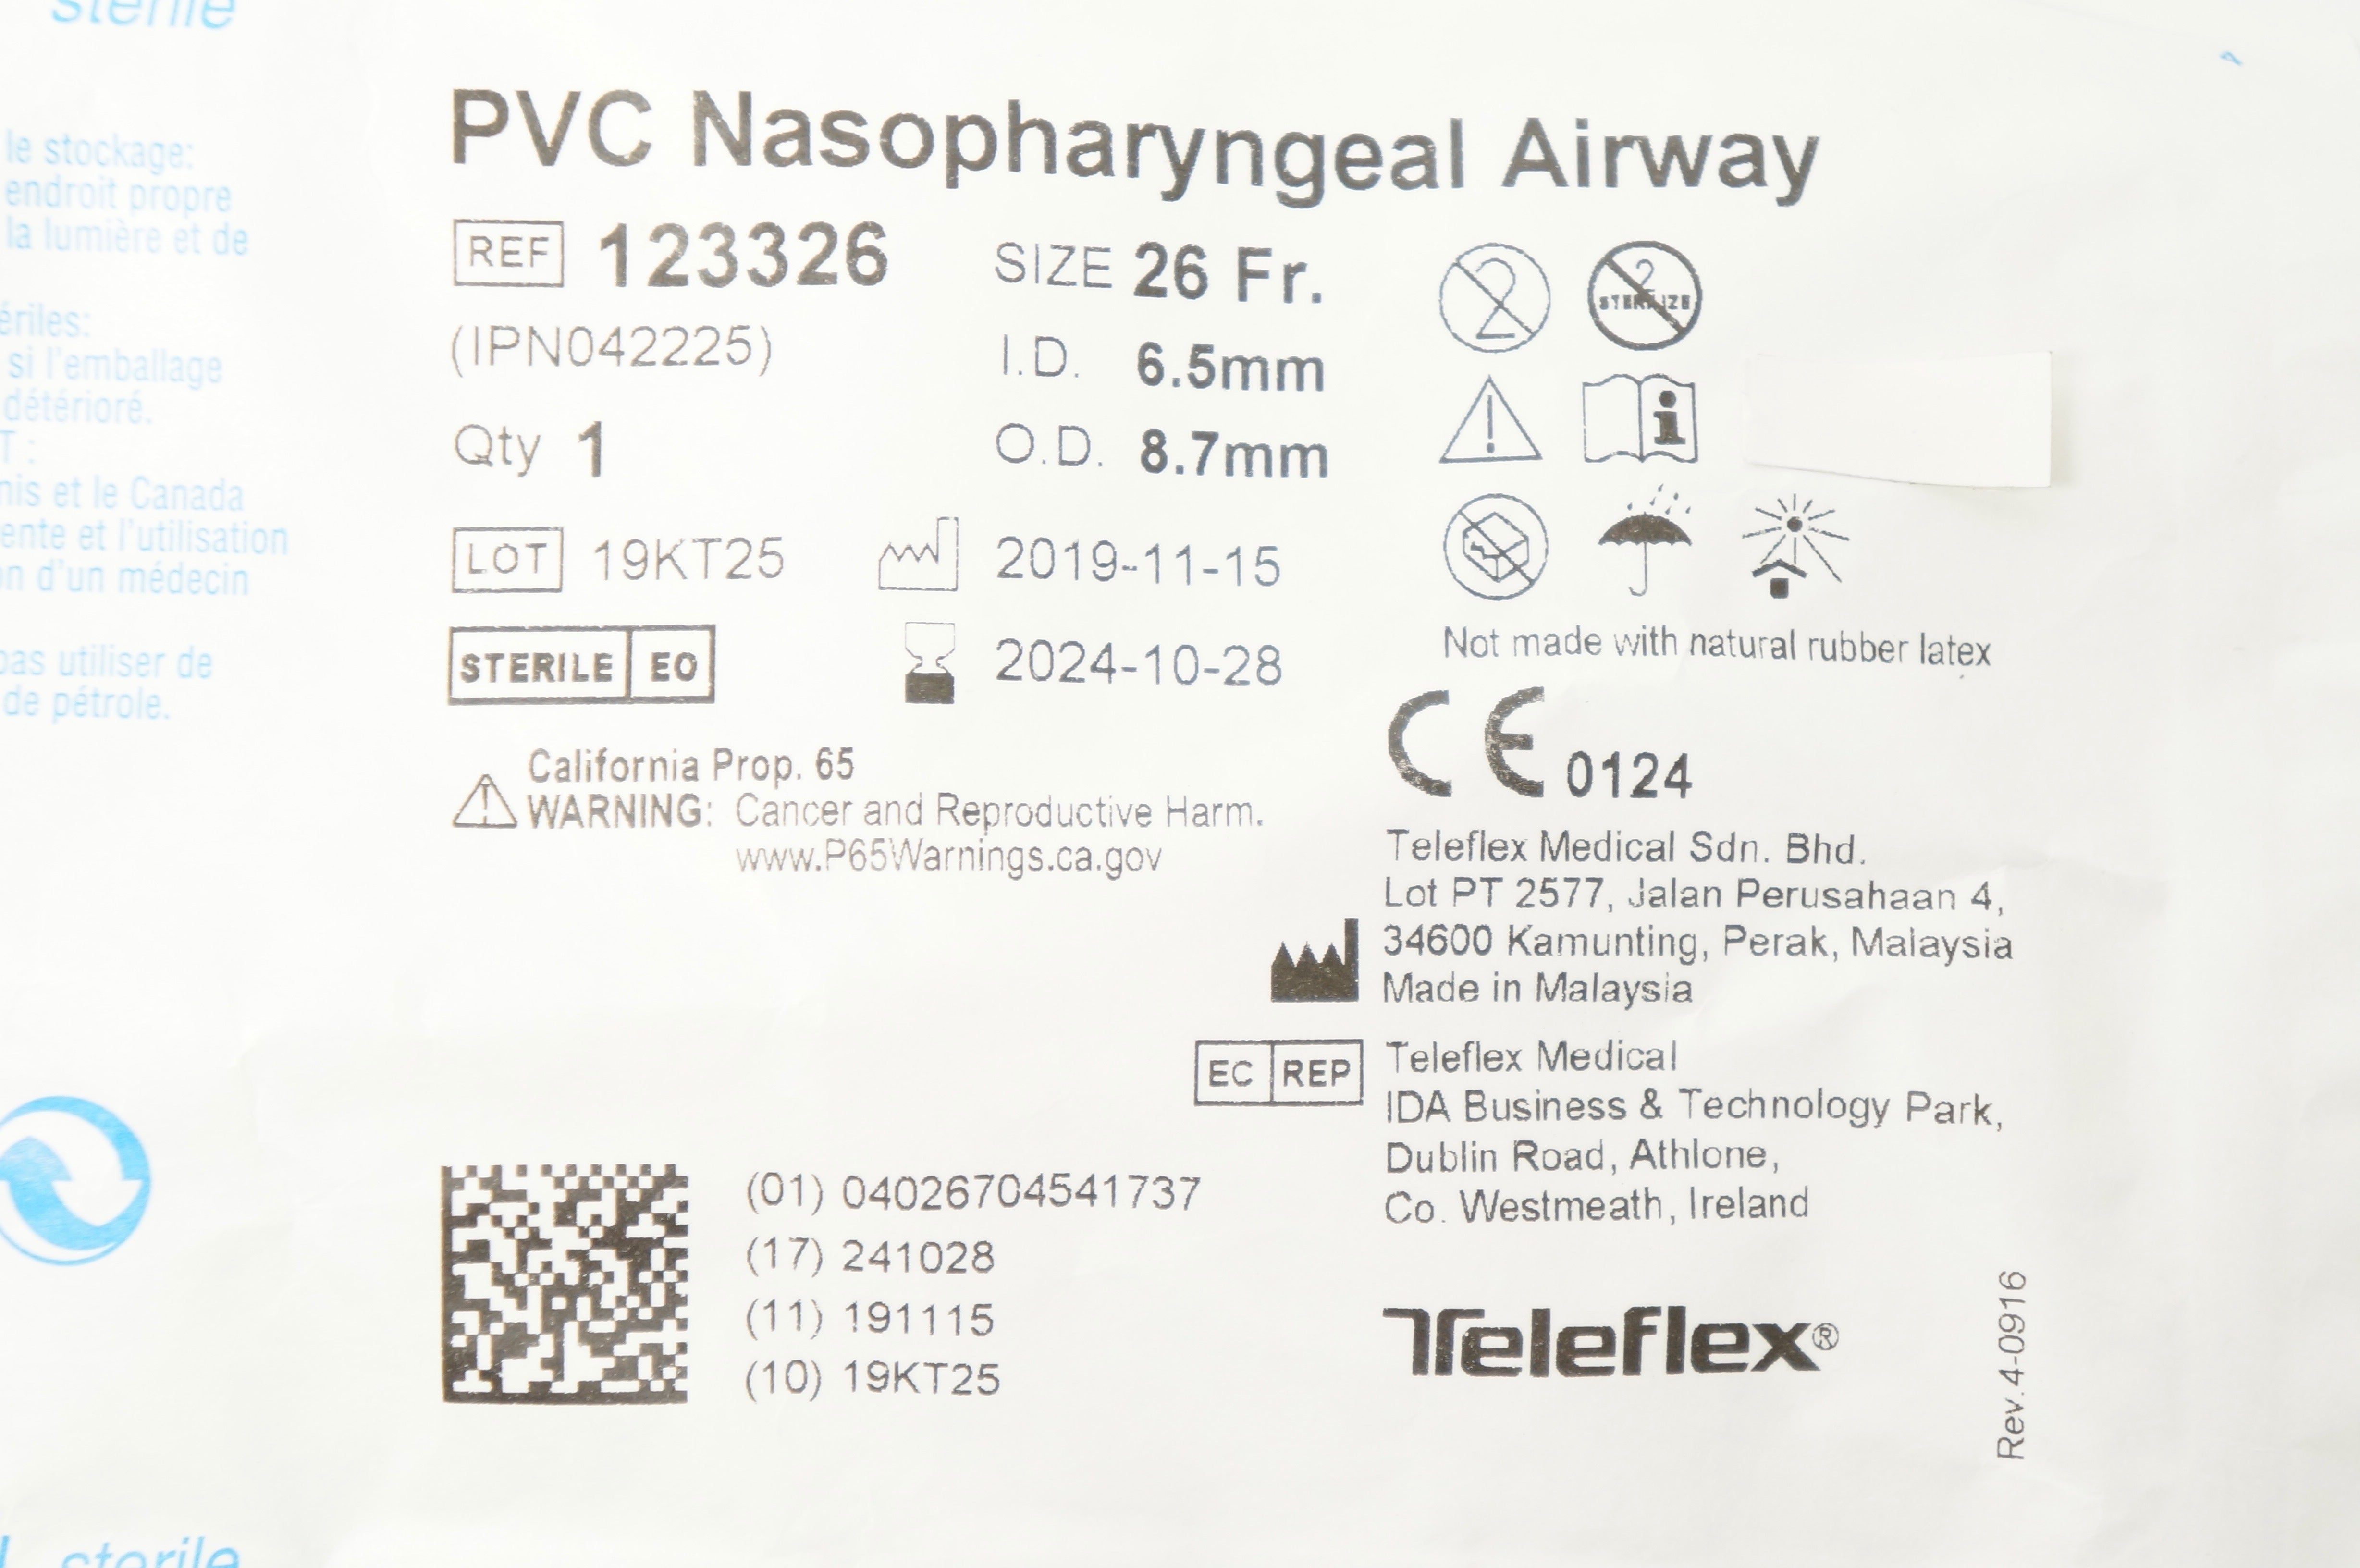 sterile
le stockage:
endroit propre
la lumière et de
ériles:
si l'emballage
détérioré.
T :
nis et le Canada
ente et l'utilisation
on d'un médecin
pas utiliser de
de pétrole.
sterile
PVC Nasopharyngeal Airway
REF 123326
(IPN042225)
Qty 1
SIZE 26 Fr.
I.D. 6.5mm
O.D. 8.7mm
2
2
STERILIZE
i
LOT 19KT25
2019-11-15
STERILE EO
2024-10-28
Not made with natural rubber latex
CE 0124
California Prop. 65
WARNING: Cancer and Reproductive Harm.
www.P65Warnings.ca.gov
Teleflex Medical Sdn. Bhd.
Lot PT 2577, Jalan Perusahaan 4,
34600 Kamunting, Perak, Malaysia
Made in Malaysia
EC REP
Teleflex Medical
IDA Business & Technology Park,
Dublin Road, Athlone,
Co. Westmeath, Ireland
(01) 04026704541737
(17) 241028
(11) 191115
(10) 19KT25
Teleflex®
Rev.4-0916